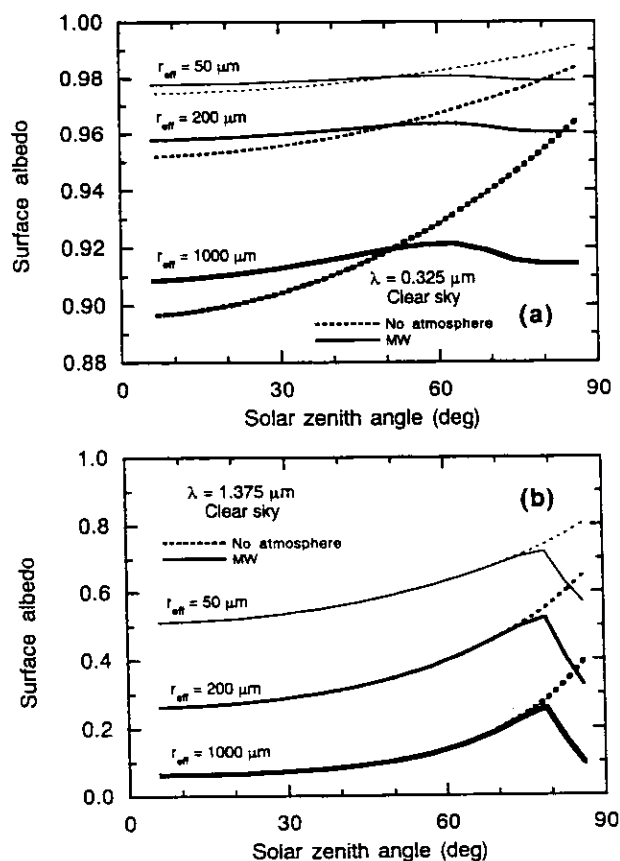 1.00
0.98
0.96
0.94
0.92
0.90
0.88
Surface albedo
r_eff = 50 μm
r_eff = 200 μm
r_eff = 1000 μm
λ = 0.325 μm
Clear sky
No atmosphere
MW
(a)
0 30 60 90
Solar zenith angle (deg)
1.0
0.8
0.6
0.4
0.2
0.0
Surface albedo
λ = 1.375 μm
Clear sky
(b)
No atmosphere
MW
r_eff = 50 μm
r_eff = 200 μm
r_eff = 1000 μm
0 30 60 90
Solar zenith angle (deg)